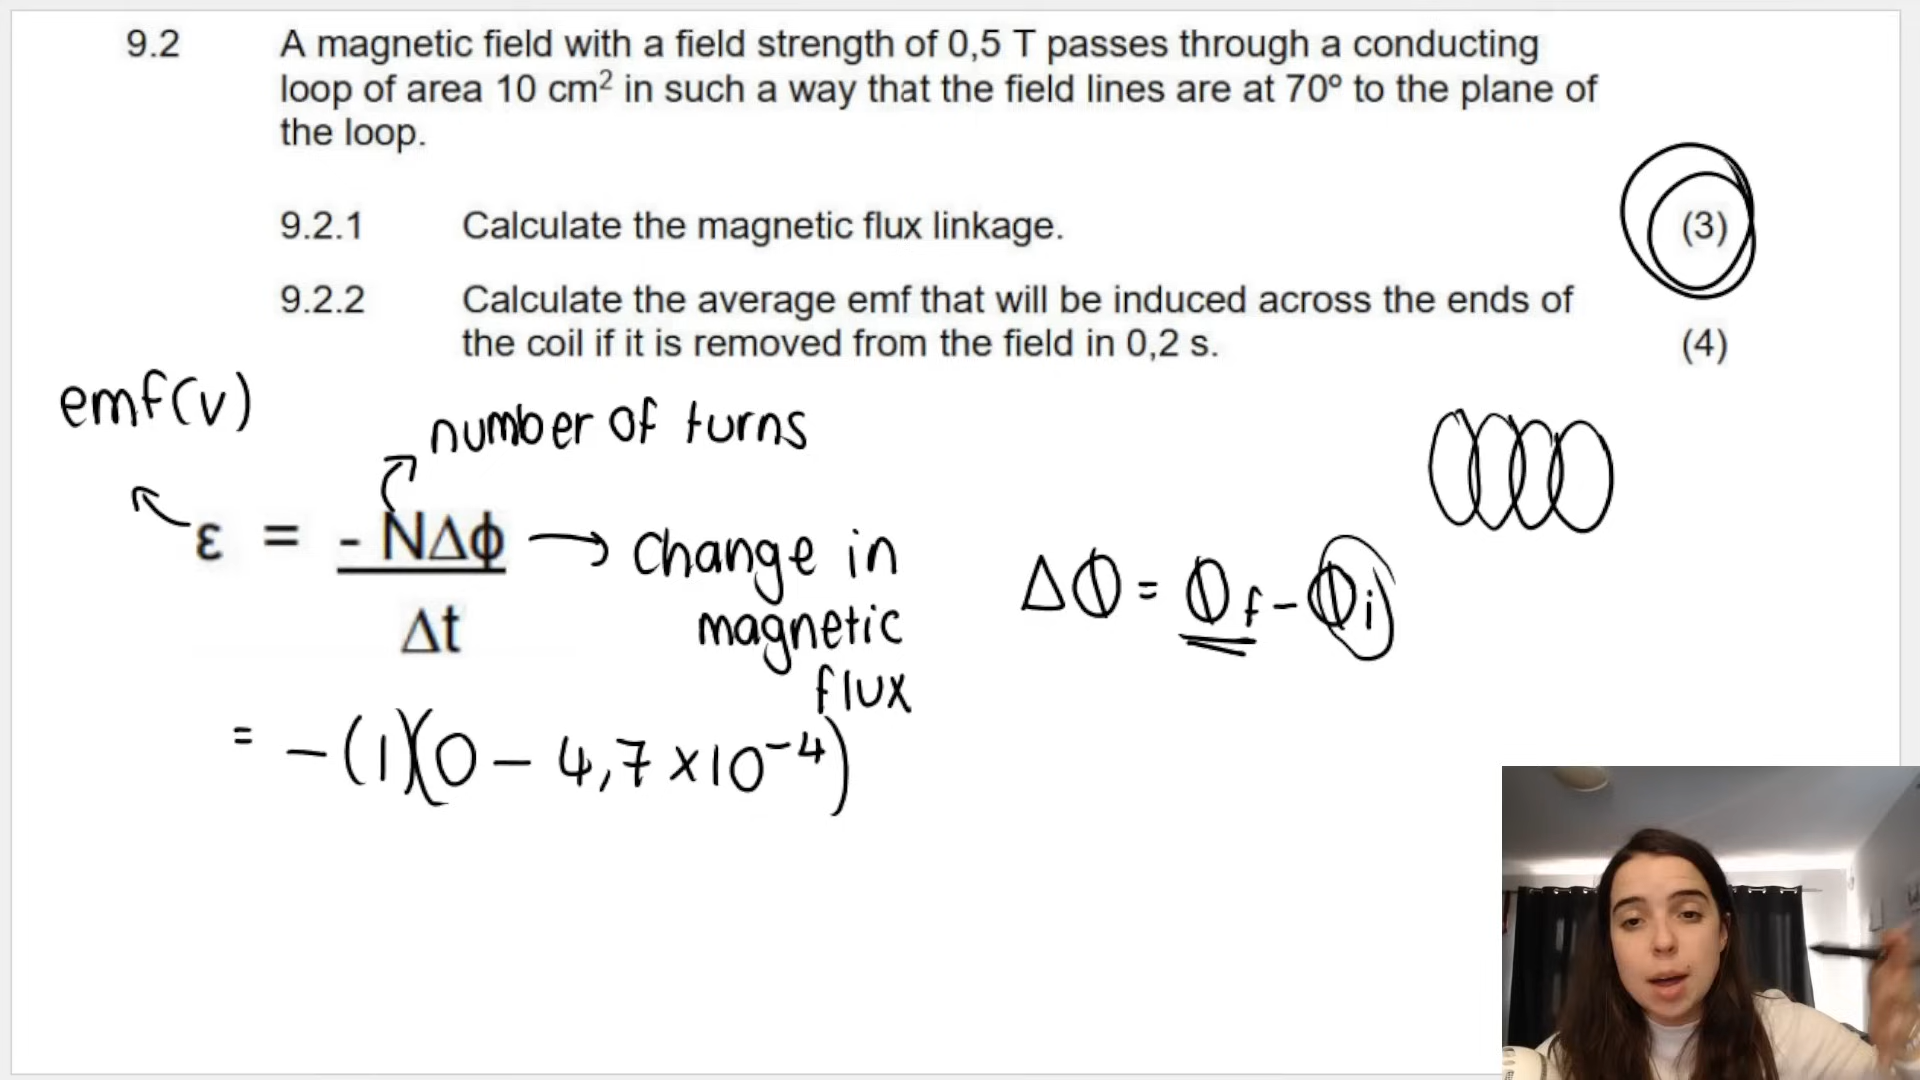 9.2 A magnetic field with a field strength of 0,5 T passes through a conducting
loop of area 10 cm² in such a way that the field lines are at 70º to the plane of
the loop.
9.2.1 Calculate the magnetic flux linkage. (3)
9.2.2 Calculate the average emf that will be induced across the ends of
the coil if it is removed from the field in 0,2 s. (4)
emf(v)
number of turns
ε = - NΔϕ
Δt
change in
magnetic
flux
ΔΦ = Φf - Φi
= -(1)(0 - 4,7 x10⁻⁴)